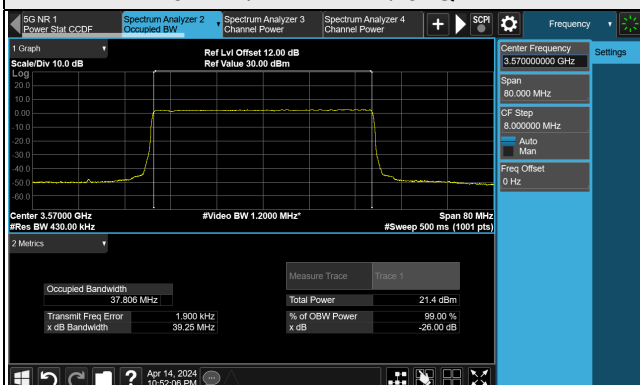 5G NR 1
Power Stat CCDF
Spectrum Analyzer 2
Occupied BW
Spectrum Analyzer 3
Channel Power
Spectrum Analyzer 4
Channel Power
SCPI
Frequency
1 Graph
Scale/Div 10.0 dB
Ref Lvl Offset 12.00 dB
Ref Value 30.00 dBm
Log
20.0
10.0
0.00
-10.0
-20.0
-30.0
-40.0
-50.0
-60.0
Center 3.57000 GHz
#Res BW 430.00 kHz
#Video BW 1.2000 MHz*
Span 80 MHz
#Sweep 500 ms (1001 pts)
Center Frequency
3.570000000 GHz
Settings
Span
80.000 MHz
CF Step
8.000000 MHz
Auto
Man
Freq Offset
0 Hz
2 Metrics
Measure Trace
Trace 1
Occupied Bandwidth
37.806 MHz
Total Power
21.4 dBm
Transmit Freq Error
1.900 kHz
% of OBW Power
99.00 %
x dB Bandwidth
39.25 MHz
x dB
-26.00 dB
Apr 14, 2024
10:52:06 PM